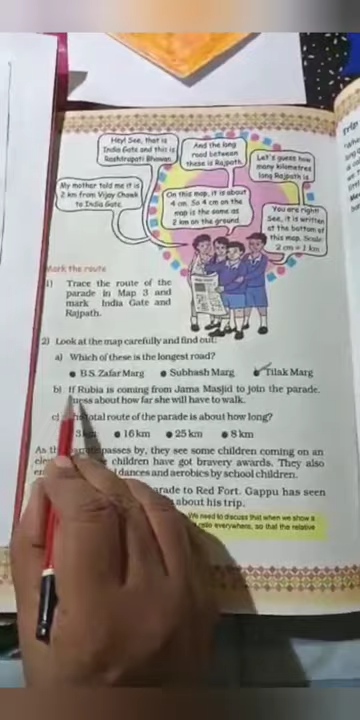 Hey! See, that is
India Gate and this is
Rashtrapati Bhawan.
And the long
road between
these is Rajpath.
Let's guess how
many kilometres
long Rajpath is.
My mother told me it is
2 km from Vijay Chowk
to India Gate.
On this map, it is about
4 cm. So 4 cm on the
map is the same as
2 km on the ground.
You are right!
See, it is written
at the bottom of
this map. Scale:
2 cm = 1 km
Mark the route
1) Trace the route of the
parade in Map 3 and
mark India Gate and
Rajpath.
2) Look at the map carefully and find out:
a) Which of these is the longest road?
● B.S. Zafar Marg ● Subhash Marg ● Tilak Marg
b) If Rubia is coming from Jama Masjid to join the parade.
about how far she will have to walk.
c) total route of the parade is about how long?
3 km ● 16 km ● 25 km ● 8 km
As passes by, they see some children coming on an
children have got bravery awards. They also
dances and aerobics by school children.
parade to Red Fort. Gappu has seen
about his trip.
We need to discuss that when we show a
ratio everywhere, so that the relative
Trip